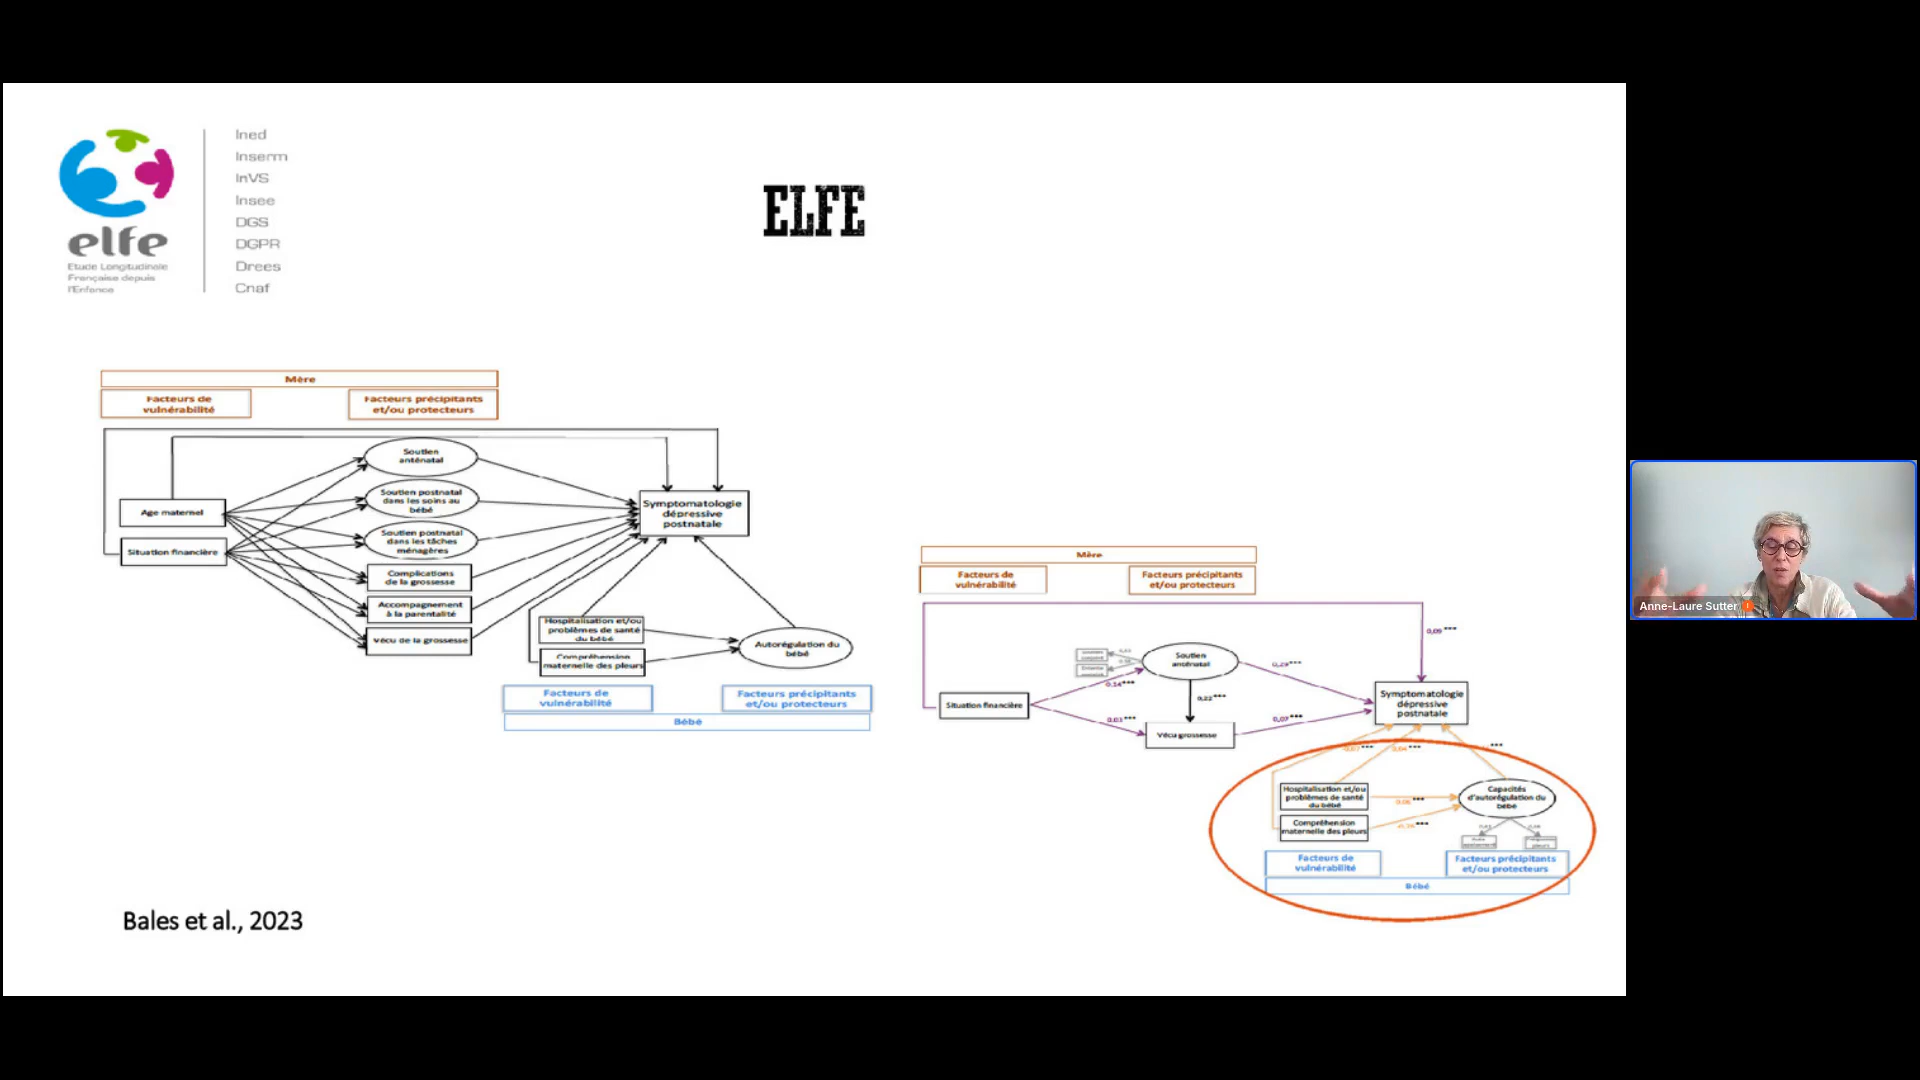 Ined
Inserm
InVS
Insee
DGS
DGPR
Drees
Cnaf
elfe
Etude Longitudinale
Française depuis
l'Enfance
ELFE
Mère
Facteurs de
vulnérabilité
Facteurs précipitants
et/ou protecteurs
Soutien
anténatal
Soutien postnatal
dans les soins au
bébé
Soutien postnatal
dans les tâches
ménagères
Complications
de la grossesse
Accompagnement
à la parentalité
Vécu de la grossesse
Age maternel
Situation financière
Symptomatologie
dépressive
postnatale
Hospitalisation et/ou
problèmes de santé
du bébé
Compréhension
maternelle des pleurs
Autorégulation du
bébé
Facteurs de
vulnérabilité
Facteurs précipitants
et/ou protecteurs
Bébé
Mère
Facteurs de
vulnérabilité
Facteurs précipitants
et/ou protecteurs
Soutien
anténatal
Situation financière
0,22***
Vécu grossesse
Symptomatologie
dépressive
postnatale
Hospitalisation et/ou
problèmes de santé
du bébé
Compréhension
maternelle des pleurs
Capacités
d'autorégulation du
bébé
Facteurs de
vulnérabilité
Facteurs précipitants
et/ou protecteurs
Bébé
Bales et al., 2023
Anne-Laure Sutter